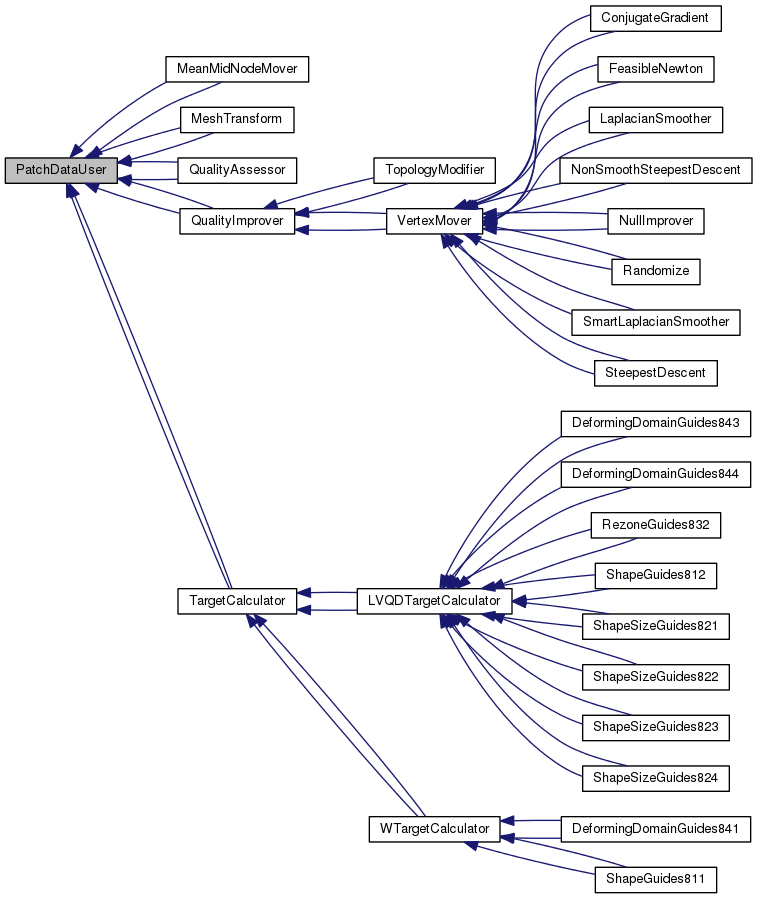 ConjugateGradient
MeanMidNodeMover
FeasibleNewton
MeshTransform
LaplacianSmoother
PatchDataUser
QualityAssessor
TopologyModifier
NonSmoothSteepestDescent
QualityImprover
VertexMover
NullImprover
Randomize
SmartLaplacianSmoother
SteepestDescent
DeformingDomainGuides843
DeformingDomainGuides844
RezoneGuides832
ShapeGuides812
TargetCalculator
LVQDTargetCalculator
ShapeSizeGuides821
ShapeSizeGuides822
ShapeSizeGuides823
ShapeSizeGuides824
WTargetCalculator
DeformingDomainGuides841
ShapeGuides811